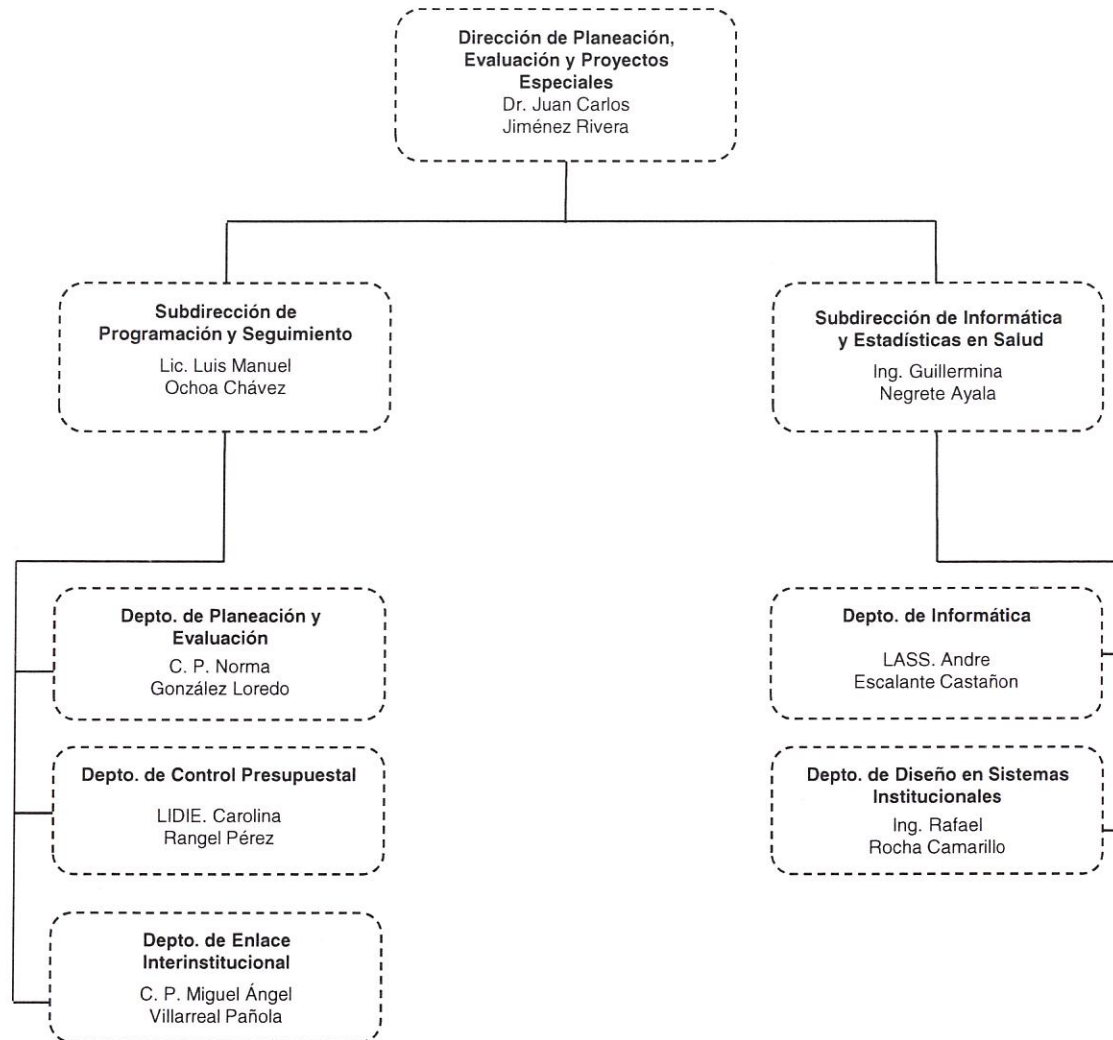 Dirección de Planeación,
Evaluación y Proyectos
Especiales
Dr. Juan Carlos
Jiménez Rivera
Subdirección de
Programación y Seguimiento
Lic. Luis Manuel
Ochoa Chávez
Subdirección de Informática
y Estadísticas en Salud
Ing. Guillermina
Negrete Ayala
Depto. de Planeación y
Evaluación
C. P. Norma
González Loredo
Depto. de Informática
LASS. Andre
Escalante Castañon
Depto. de Control Presupuestal
LIDIE. Carolina
Rangel Pérez
Depto. de Diseño en Sistemas
Institucionales
Ing. Rafael
Rocha Camarillo
Depto. de Enlace
Interinstitucional
C. P. Miguel Ángel
Villarreal Pañola